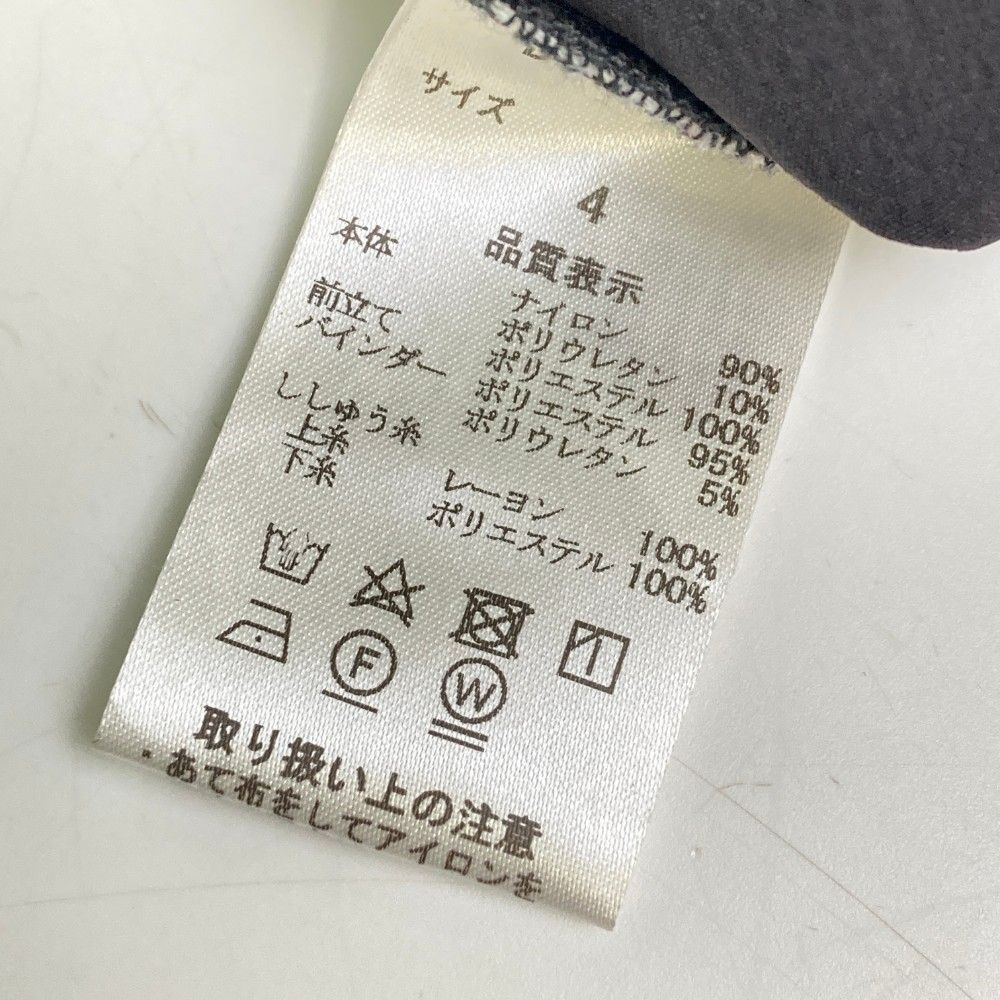 サイズ
4
品質表示
本体 ナイロン 90%
ポリウレタン 10%
前立て ポリエステル 100%
バインダー ポリエステル 95%
ポリウレタン 5%
ししゅう糸
上糸 レーヨン 100%
下糸 ポリエステル 100%
F
W
取り扱い上の注意
・あて布をしてアイロンを